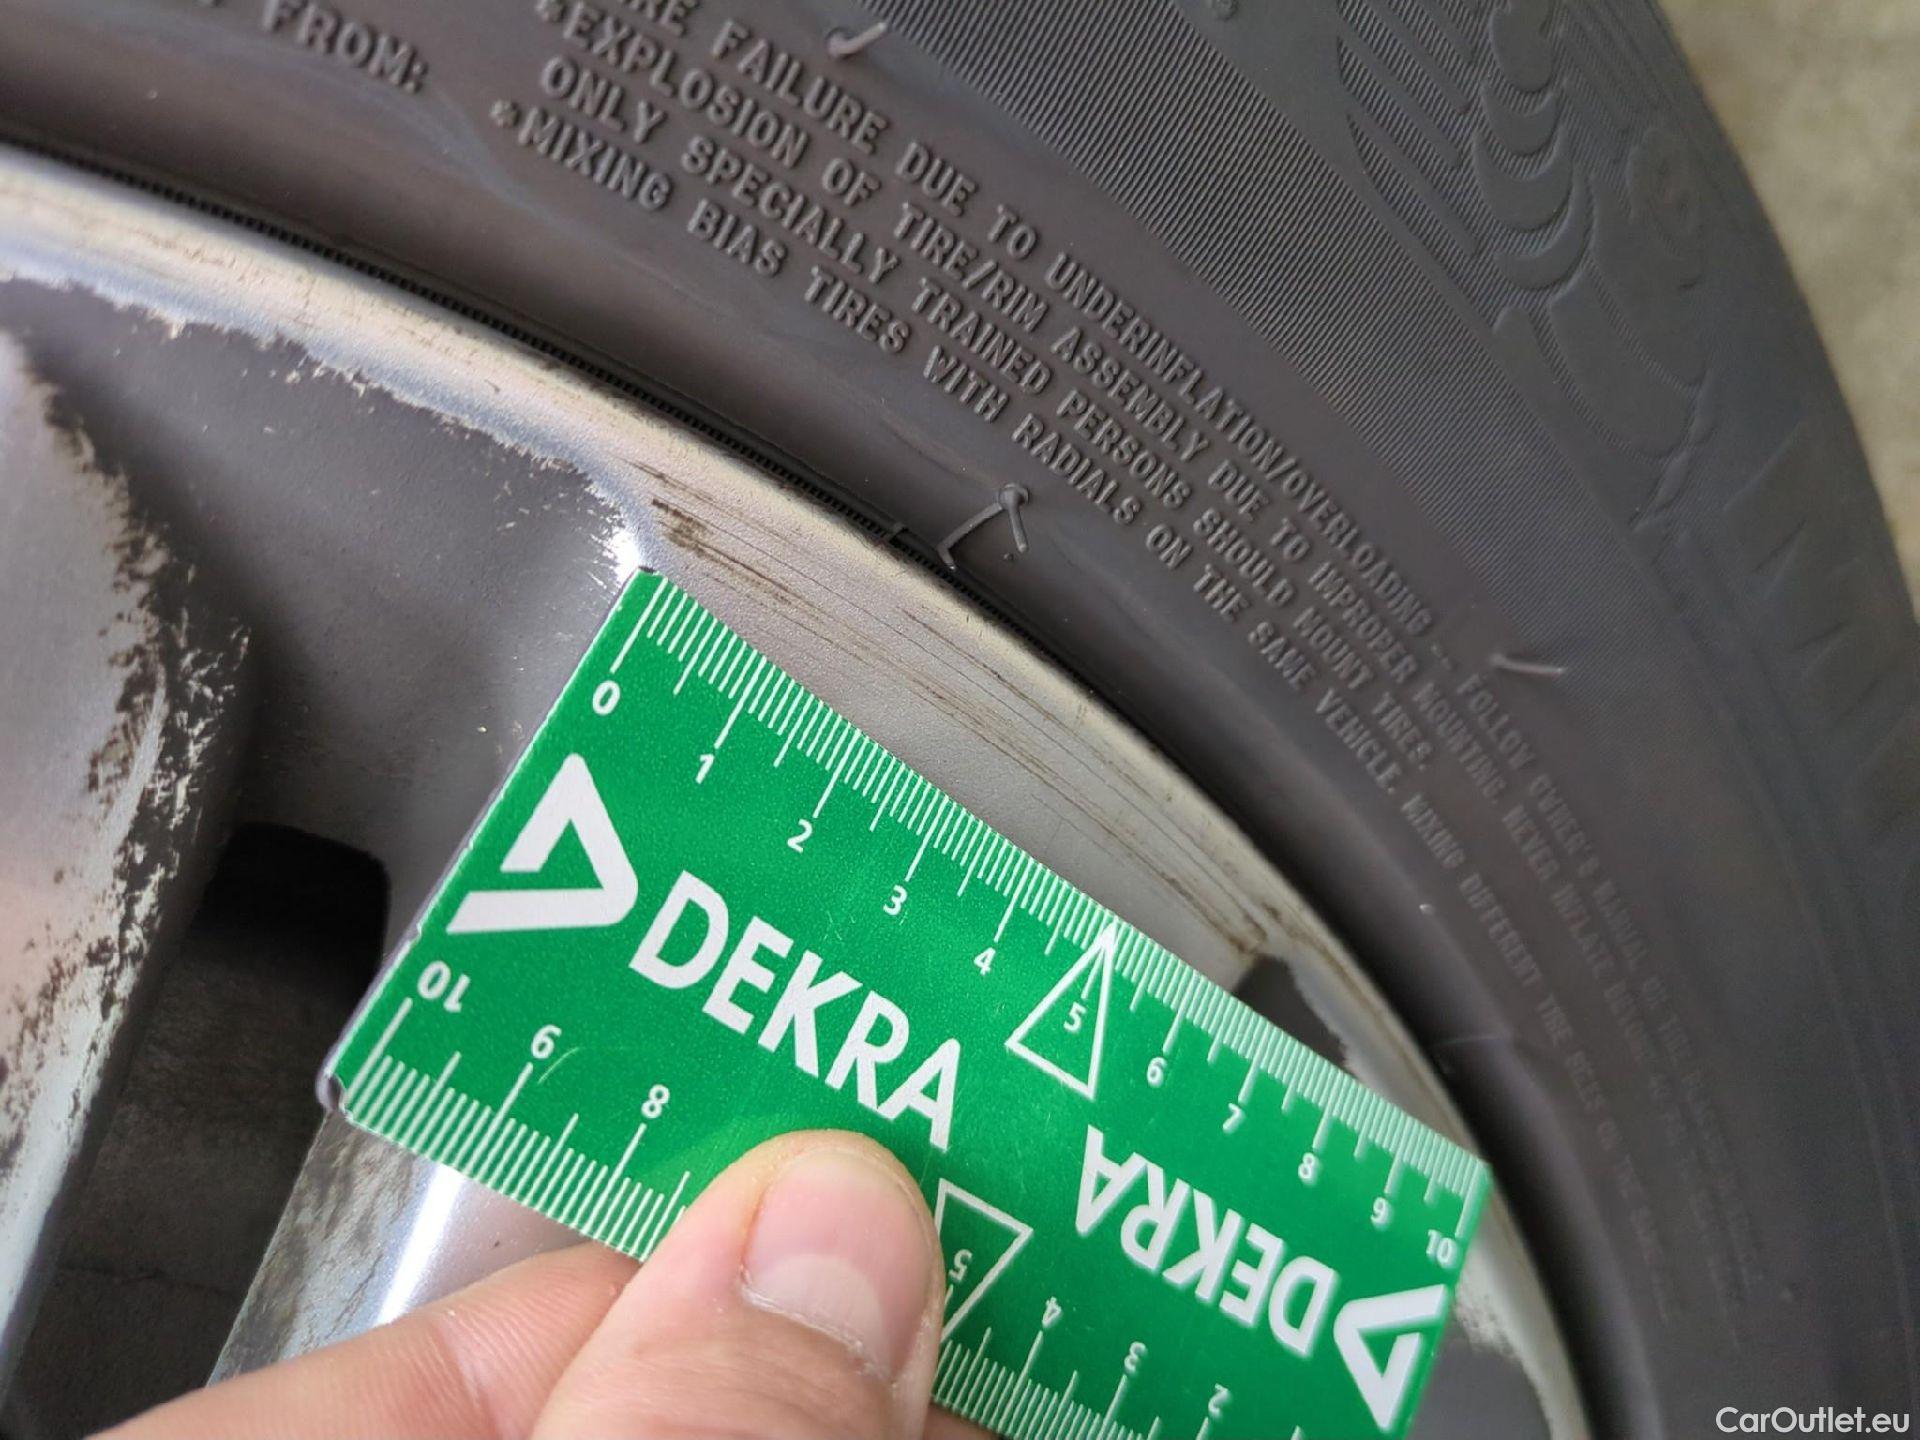 FROM:
FAILURE DUE TO UNDERINFLATION/OVERLOADING -- FOLLOW OWNER'S MANUAL
*EXPLOSION OF TIRE/RIM ASSEMBLY DUE TO IMPROPER MOUNTING. NEVER INFLATE
ONLY SPECIALLY TRAINED PERSONS SHOULD MOUNT TIRES.
*MIXING BIAS TIRES WITH RADIALS ON THE SAME VEHICLE. MIXING DIFFERENT
0 1 2 3 4 5 6 7 8 9 10
DEKRA
DEKRA
10 9 8 5 4 3 2
CarOutlet.eu